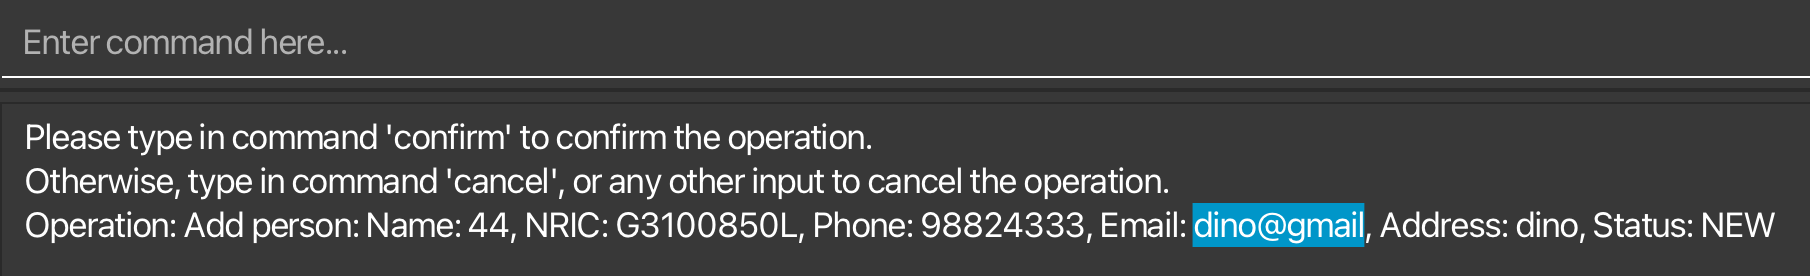 Enter command here...
Please type in command 'confirm' to confirm the operation.
Otherwise, type in command 'cancel', or any other input to cancel the operation.
Operation: Add person: Name: 44, NRIC: G3100850L, Phone: 98824333, Email: dino@gmail, Address: dino, Status: NEW